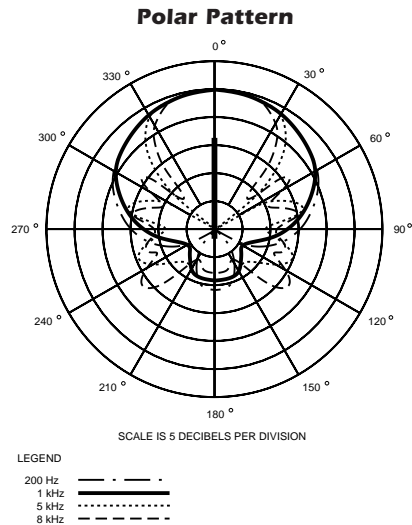 Polar Pattern
0°
330° 30°
300° 60°
270° 90°
240° 120°
210° 150°
180°
SCALE IS 5 DECIBELS PER DIVISION
LEGEND
200 Hz
1 kHz
5 kHz
8 kHz